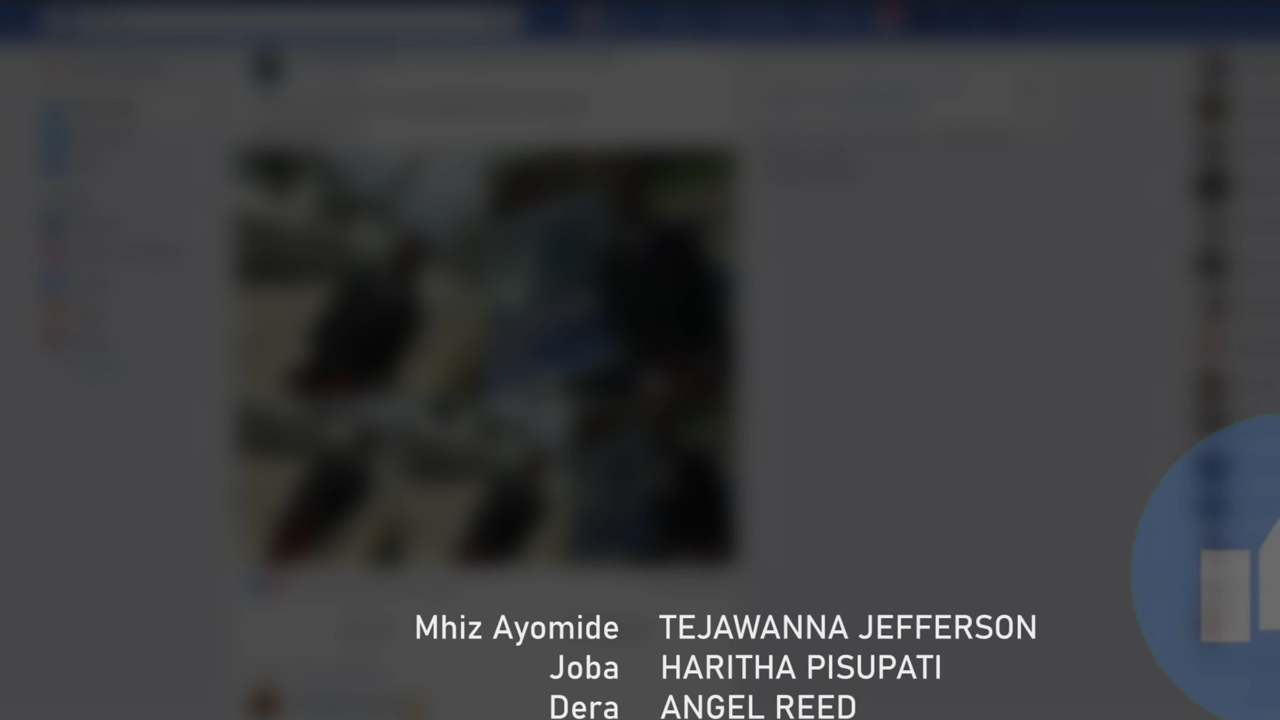 Mhiz Ayomide TEJAWANNA JEFFERSON
Joba HARITHA PISUPATI
Dera ANGEL REED